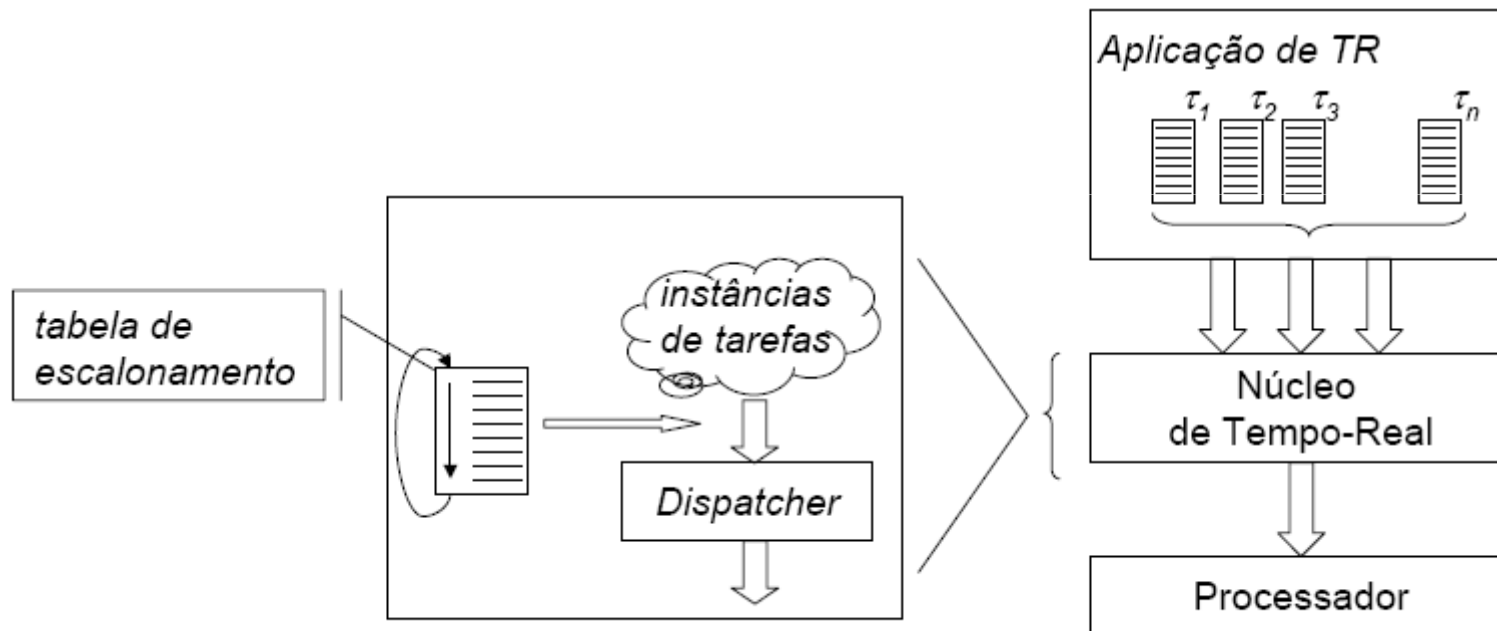 Aplicação de TR
τ1 τ2 τ3 τn
instâncias
de tarefas
tabela de
escalonamento
Núcleo
de Tempo-Real
Dispatcher
Processador